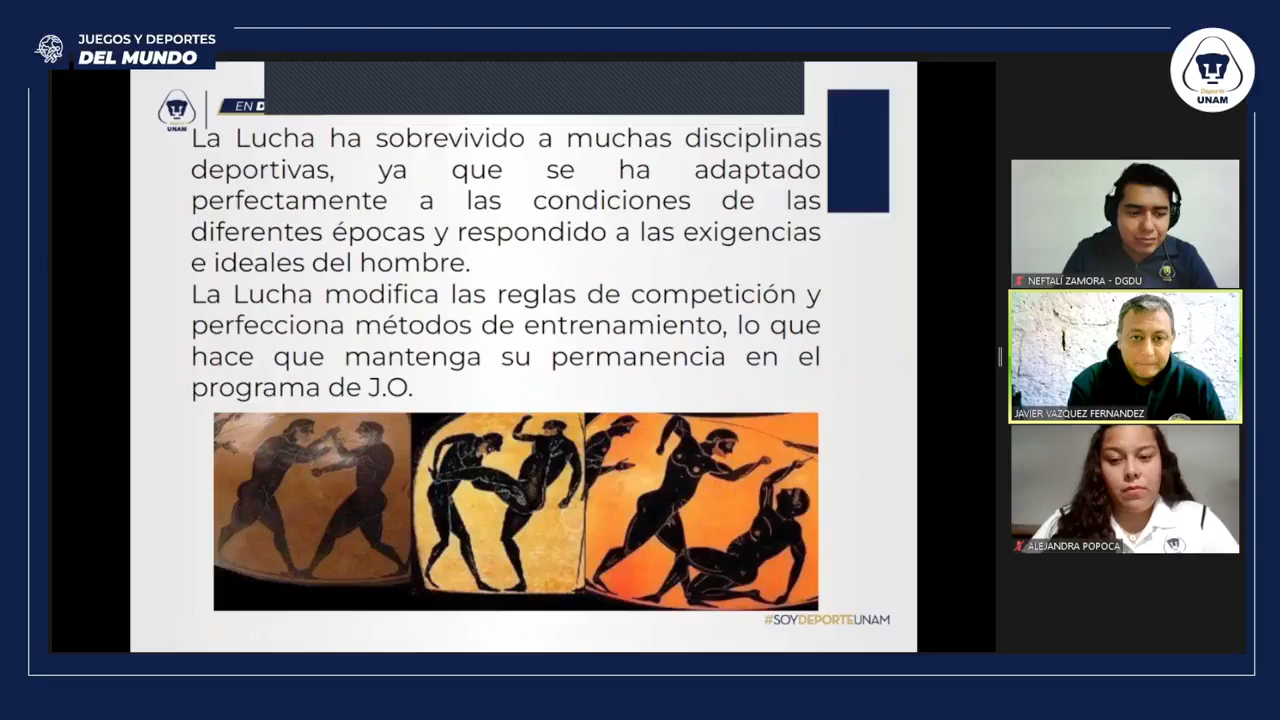 JUEGOS Y DEPORTES
DEL MUNDO
Deporte
UNAM
UNAM
EN
La Lucha ha sobrevivido a muchas disciplinas
deportivas, ya que se ha adaptado
perfectamente a las condiciones de las
diferentes épocas y respondido a las exigencias
e ideales del hombre.
La Lucha modifica las reglas de competición y
perfecciona métodos de entrenamiento, lo que
hace que mantenga su permanencia en el
programa de J.O.
#SOYDEPORTEUNAM
NEFTALÍ ZAMORA - DGDU
JAVIER VAZQUEZ FERNANDEZ
ALEJANDRA POPOCA